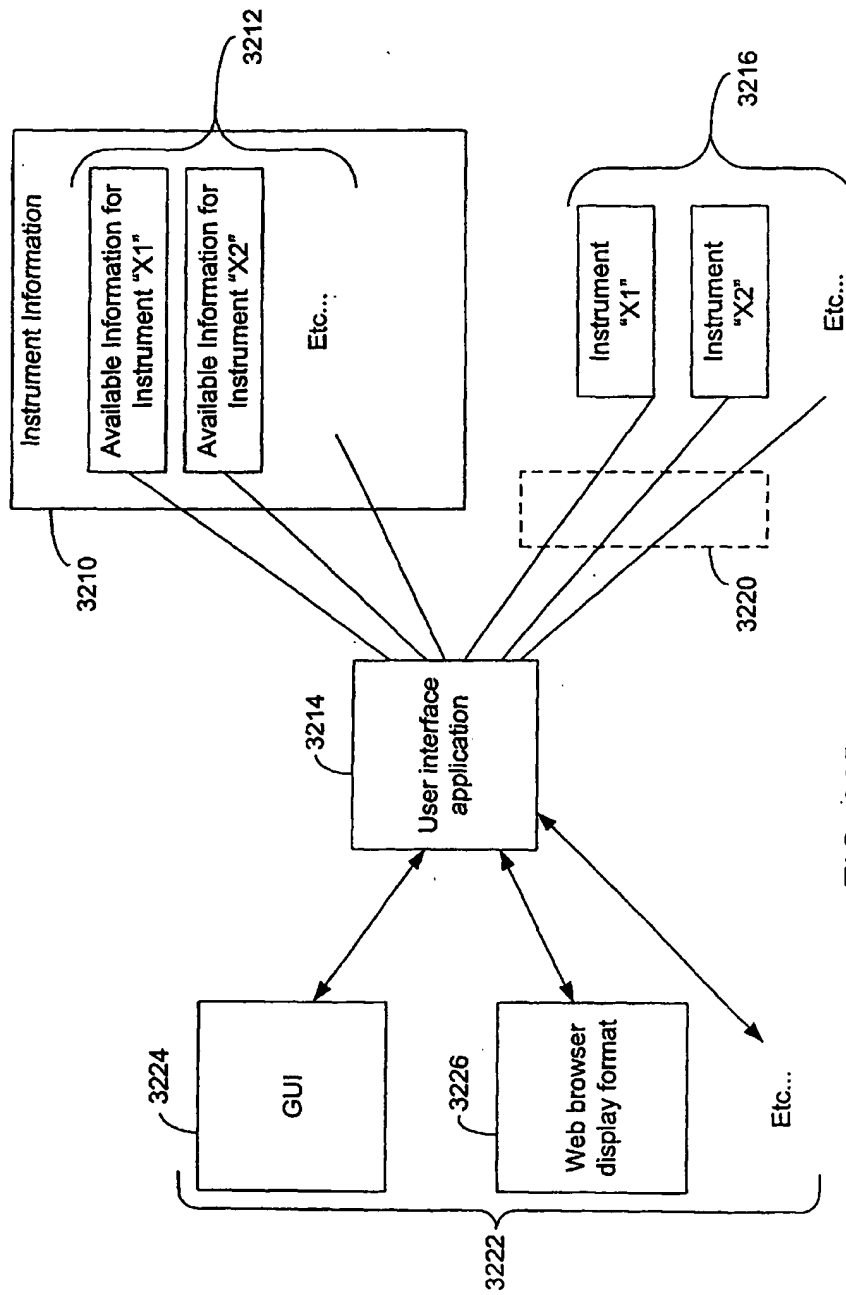 3212
Instrument Information
Available Information for
Instrument "X1"
Available Information for
Instrument "X2"
Etc...
3210
3216
Instrument
"X1"
Instrument
"X2"
Etc...
3220
3214
User interface
application
3224
GUI
3226
Web browser
display format
Etc...
3222